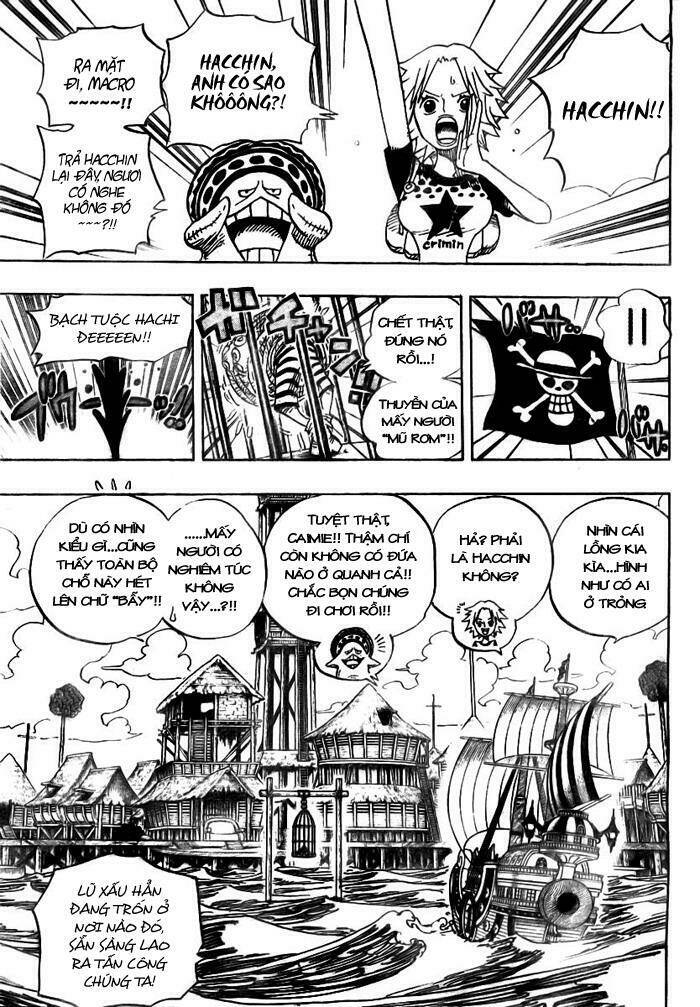 HACCHIN!!
crimin
HACCHIN,
ANH CÓ SAO
KHÔÔÔNG?!
RA MẶT
ĐI, MACRO
~~~~~!!
TRẢ HACCHIN
LẠI ĐÂY, NGƯƠI
CÓ NGHE
KHÔNG ĐÓ
~~~?!!
!!
CHẾT THẬT,
ĐÚNG NÓ
RỒI...!
THUYỀN CỦA
MẤY NGƯỜI
"MŨ RƠM"!!
BẠCH TUỘC HACHI
ĐEEEEEN!!
NHÌN CÁI
LỒNG KIA
KÌA...HÌNH
NHƯ CÓ AI
Ở TRỎNG
HẢ? PHẢI
LÀ HACCHIN
KHÔNG?
TUYỆT THẬT,
CAIMIE!! THẬM CHÍ
CÒN KHÔNG CÓ ĐỨA
NÀO Ở QUANH CẢ!!
CHẮC BỌN CHÚNG
ĐI CHƠI RỒI!!
......MẤY
NGƯỜI CÓ
NGHIÊM TÚC
KHÔNG
VẬY...?!!
DÙ CÓ NHÌN
KIỂU GÌ...CŨNG
THẤY TOÀN BỘ
CHỖ NÀY HÉT
LÊN CHỮ "BẪY"!!
LŨ XẤU HẲN
ĐANG TRỐN Ở
NƠI NÀO ĐÓ,
SẴN SÀNG LAO
RA TẤN CÔNG
CHÚNG TA!